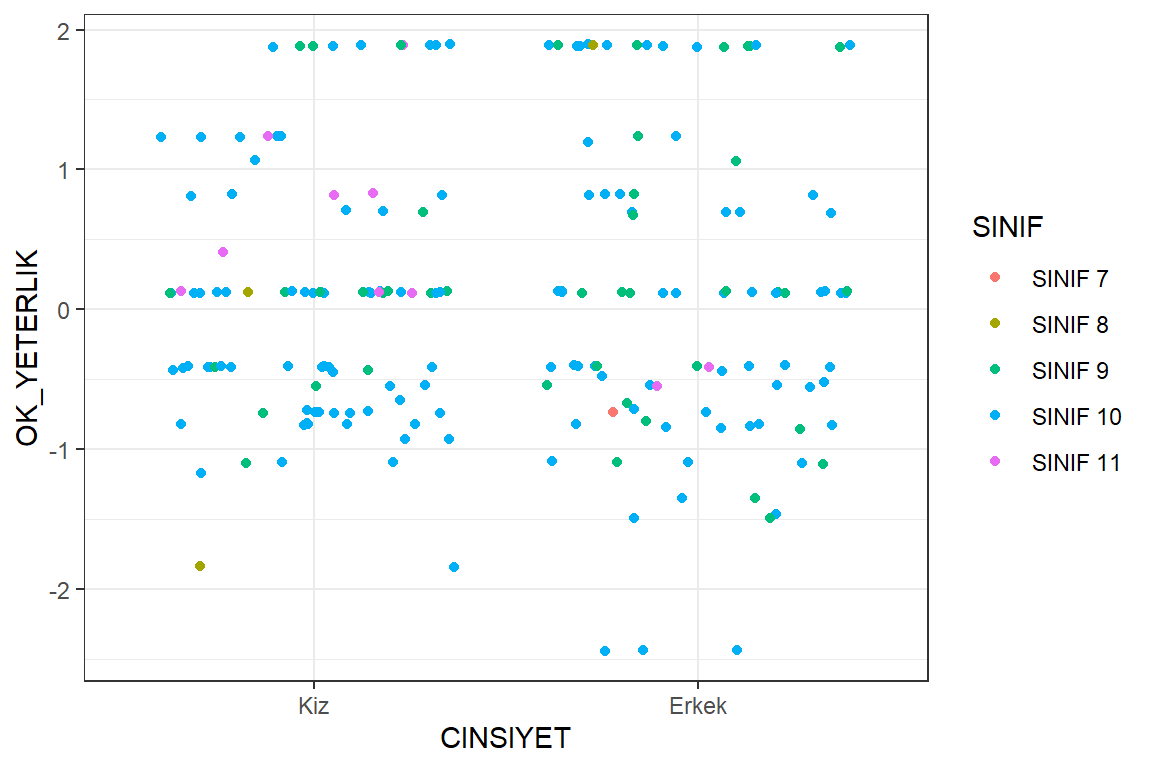 OK_YETERLIK
2
1
0
-1
-2
Kiz
Erkek
CINSIYET
SINIF
SINIF 7
SINIF 8
SINIF 9
SINIF 10
SINIF 11